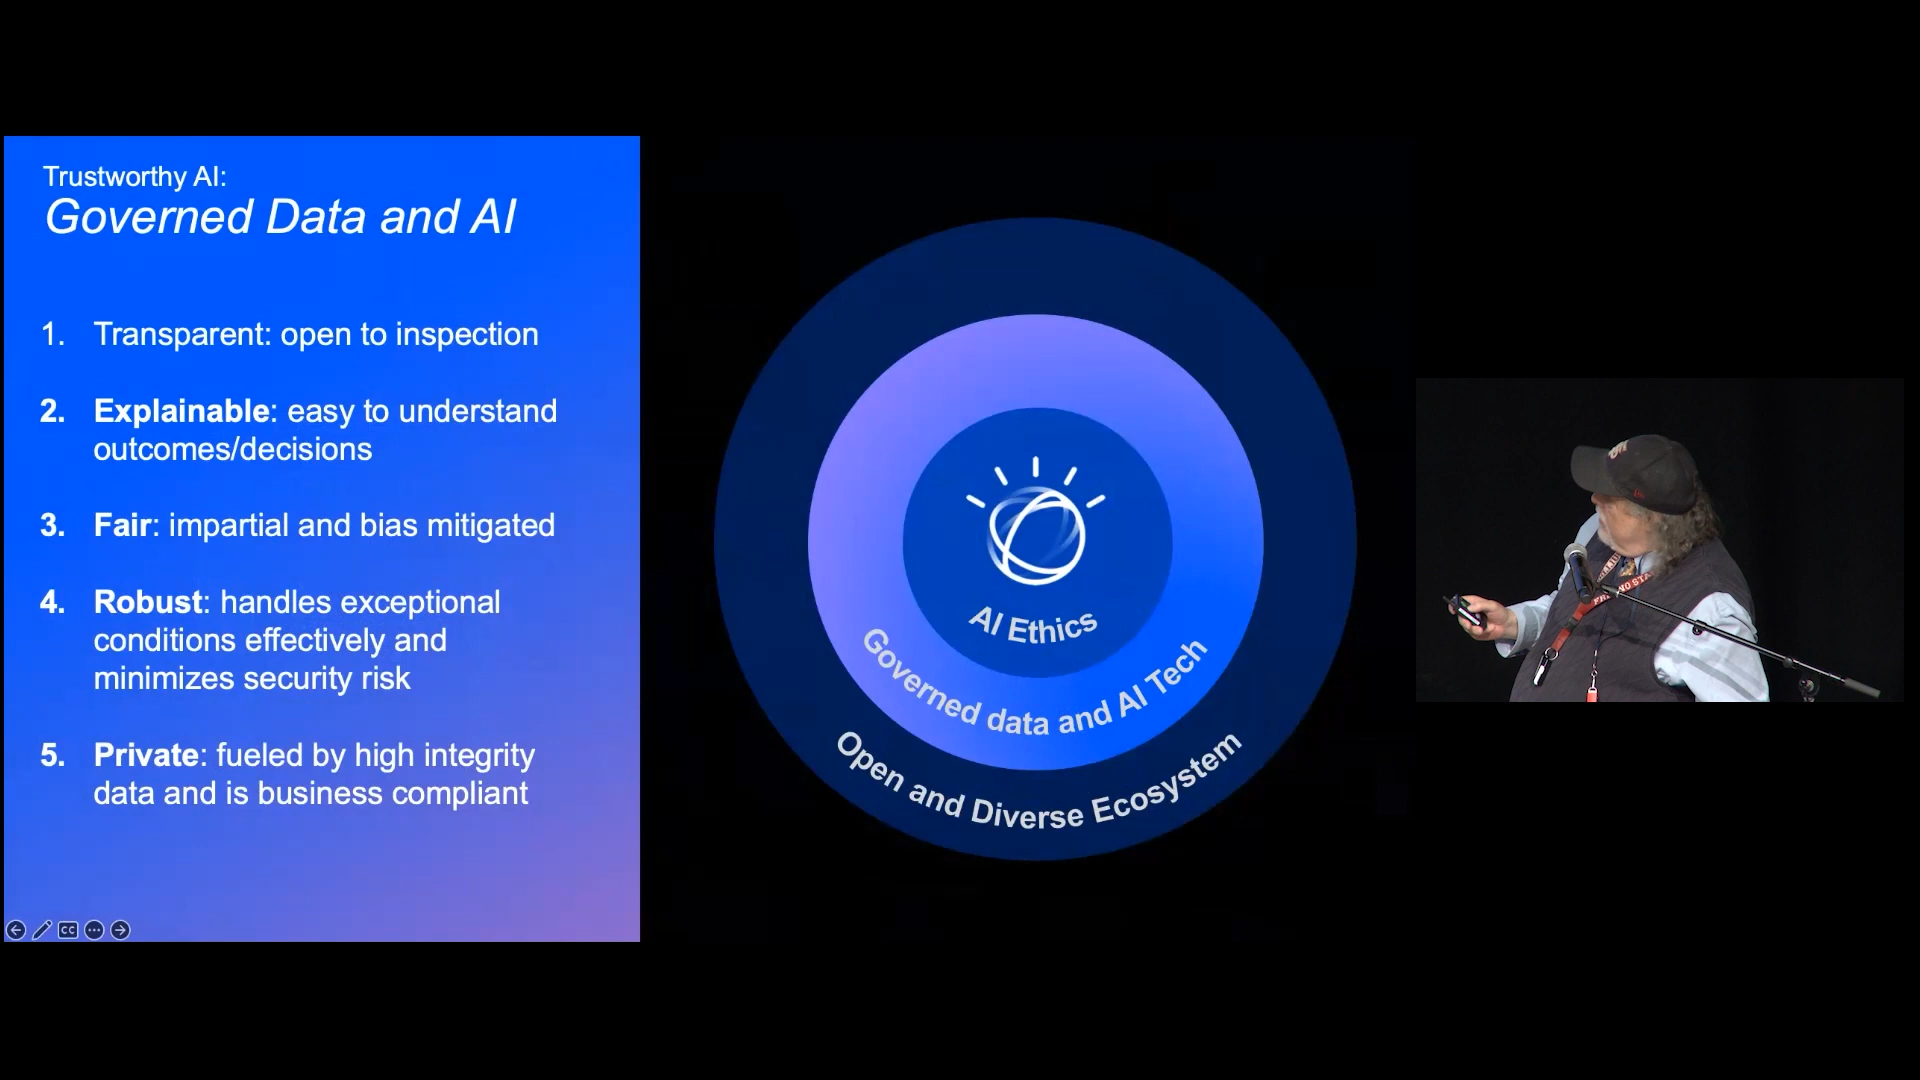 Trustworthy AI:
Governed Data and AI
1. Transparent: open to inspection
2. Explainable: easy to understand
outcomes/decisions
3. Fair: impartial and bias mitigated
4. Robust: handles exceptional
conditions effectively and
minimizes security risk
5. Private: fueled by high integrity
data and is business compliant
AI Ethics
Governed data and AI Tech
Open and Diverse Ecosystem
CC